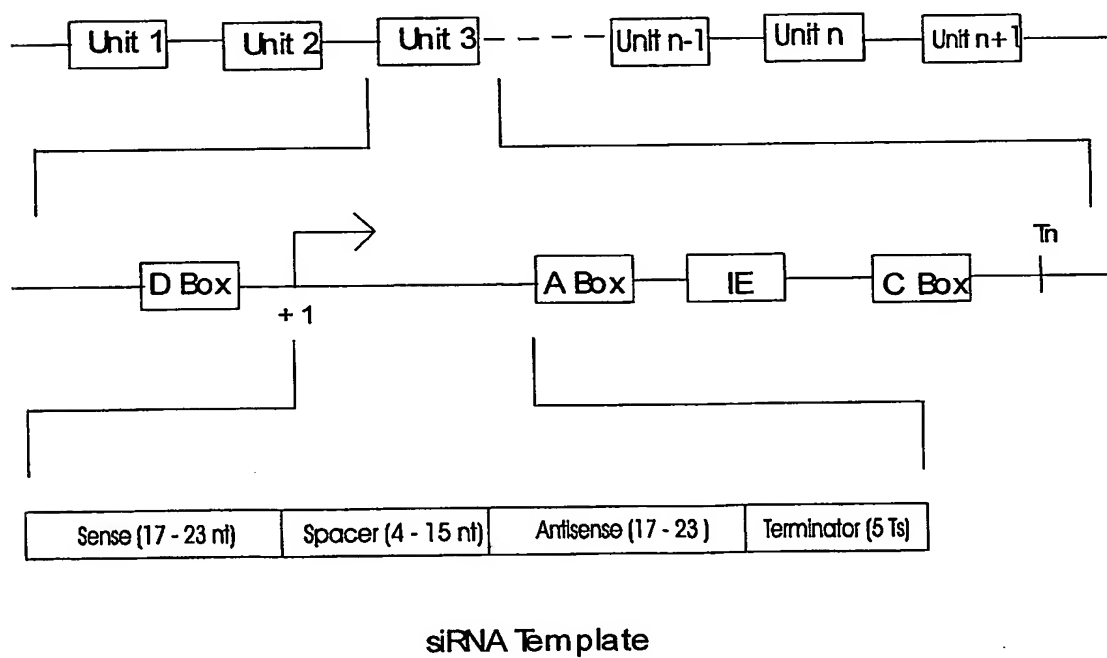 Unit 1 Unit 2 Unit 3 Unit n-1 Unit n Unit n+1
Tn
D Box A Box IE C Box
+1
Sense (17 - 23 nt) Spacer (4 - 15 nt) Antisense (17 - 23 ) Terminator (5 Ts)
siRNA Template